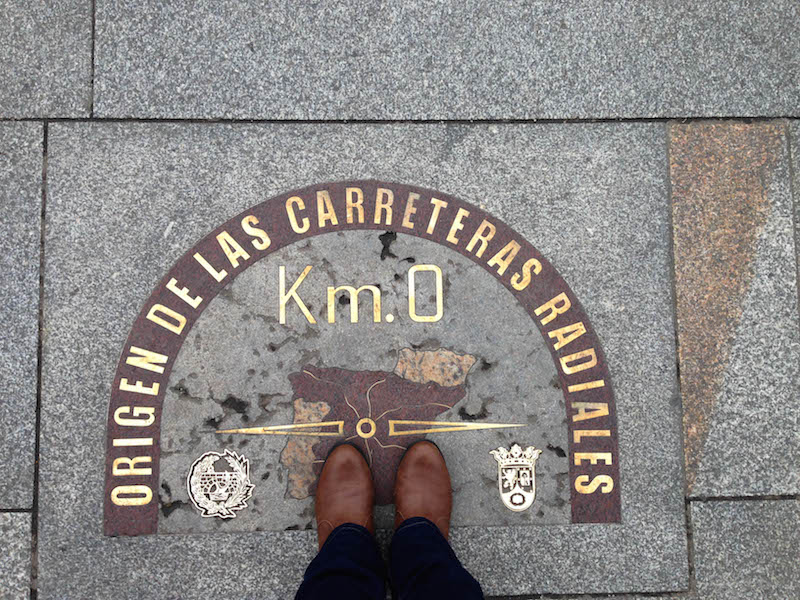 ORIGEN DE LAS CARRETERAS RADIALES
Km.0